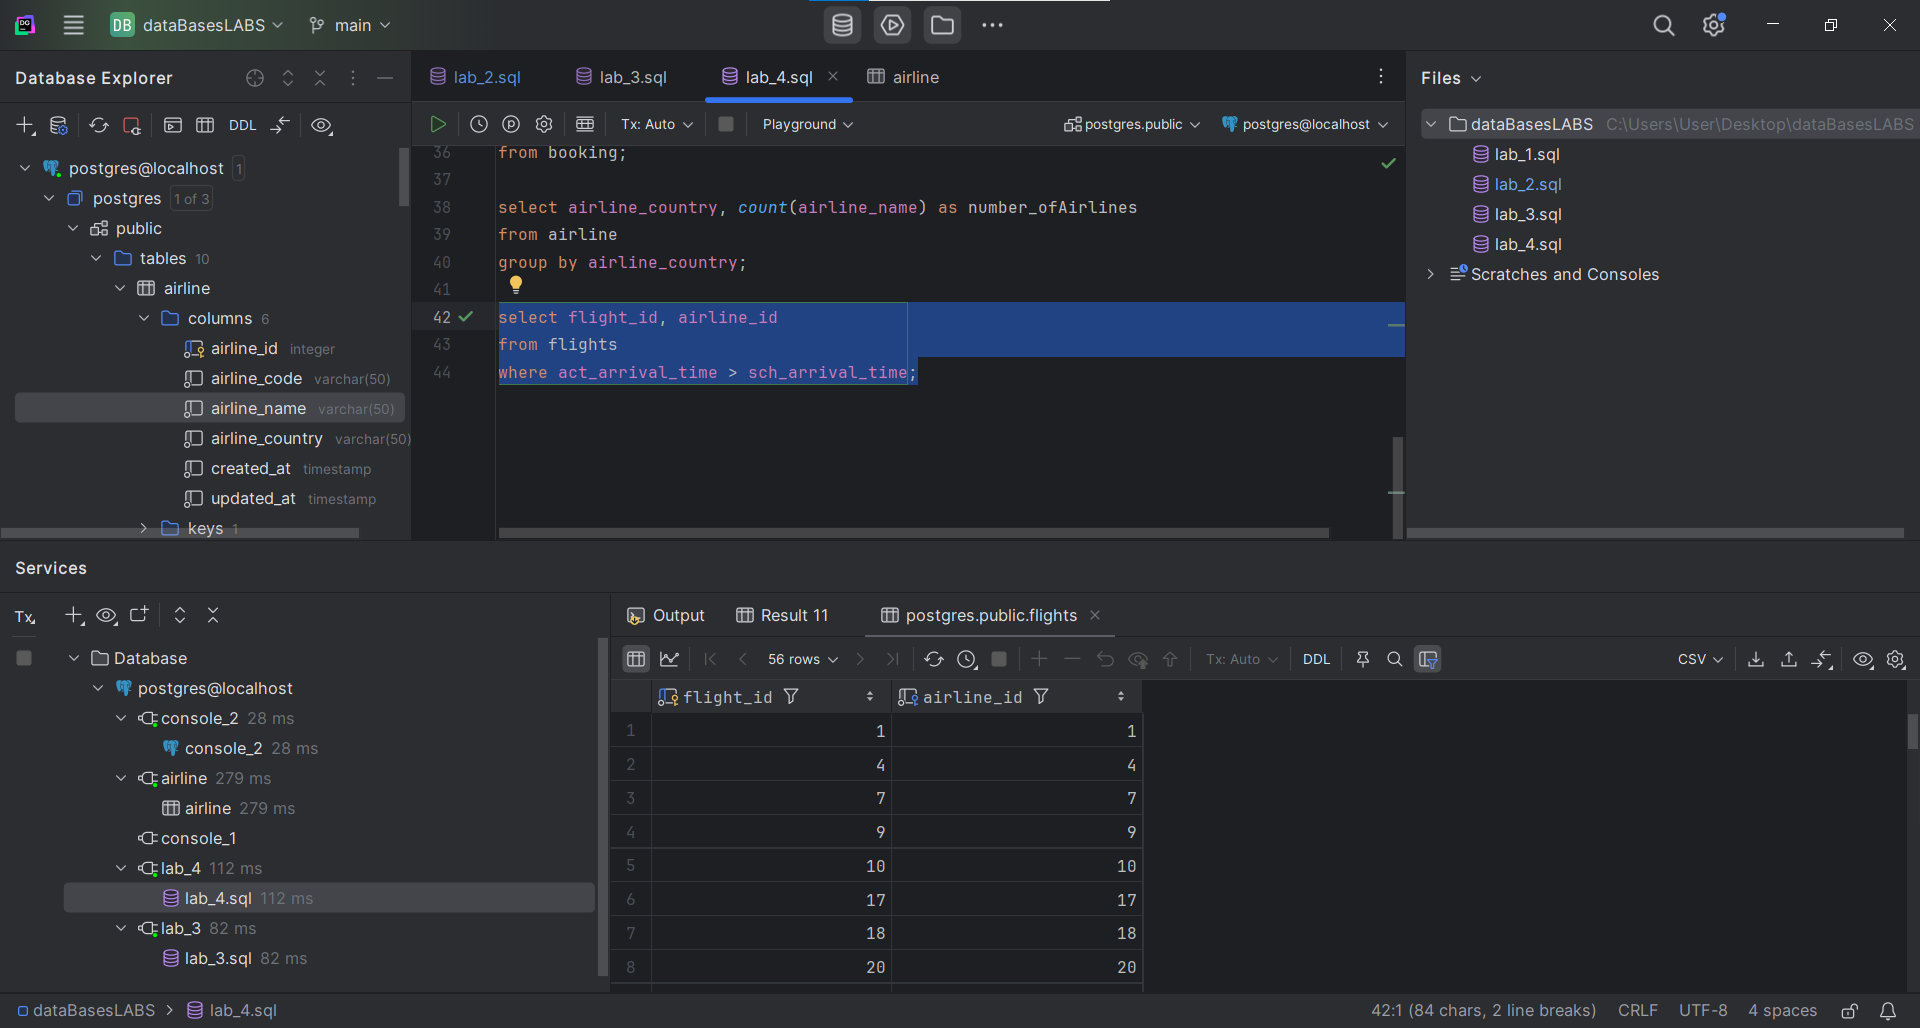 DB dataBasesLABS main
Database Explorer
DDL
postgres@localhost 1
postgres 1 of 3
public
tables 10
airline
columns 6
airline_id integer
airline_code varchar(50)
airline_name varchar(50)
airline_country varchar(50)
created_at timestamp
updated_at timestamp
keys 1
lab_2.sql lab_3.sql lab_4.sql airline
Tx: Auto Playground postgres.public postgres@localhost
36 from booking;
37
38 select airline_country, count(airline_name) as number_ofAirlines
39 from airline
40 group by airline_country;
41
42 select flight_id, airline_id
43 from flights
44 where act_arrival_time > sch_arrival_time;
Files
dataBasesLABS C:\Users\User\Desktop\dataBasesLABS
lab_1.sql
lab_2.sql
lab_3.sql
lab_4.sql
Scratches and Consoles
Services
Tx
Database
postgres@localhost
console_2 28 ms
console_2 28 ms
airline 279 ms
airline 279 ms
console_1
lab_4 112 ms
lab_4.sql 112 ms
lab_3 82 ms
lab_3.sql 82 ms
Output Result 11 postgres.public.flights
56 rows Tx: Auto DDL CSV
flight_id airline_id
1 1 1
2 4 4
3 7 7
4 9 9
5 10 10
6 17 17
7 18 18
8 20 20
dataBasesLABS > lab_4.sql
42:1 (84 chars, 2 line breaks) CRLF UTF-8 4 spaces